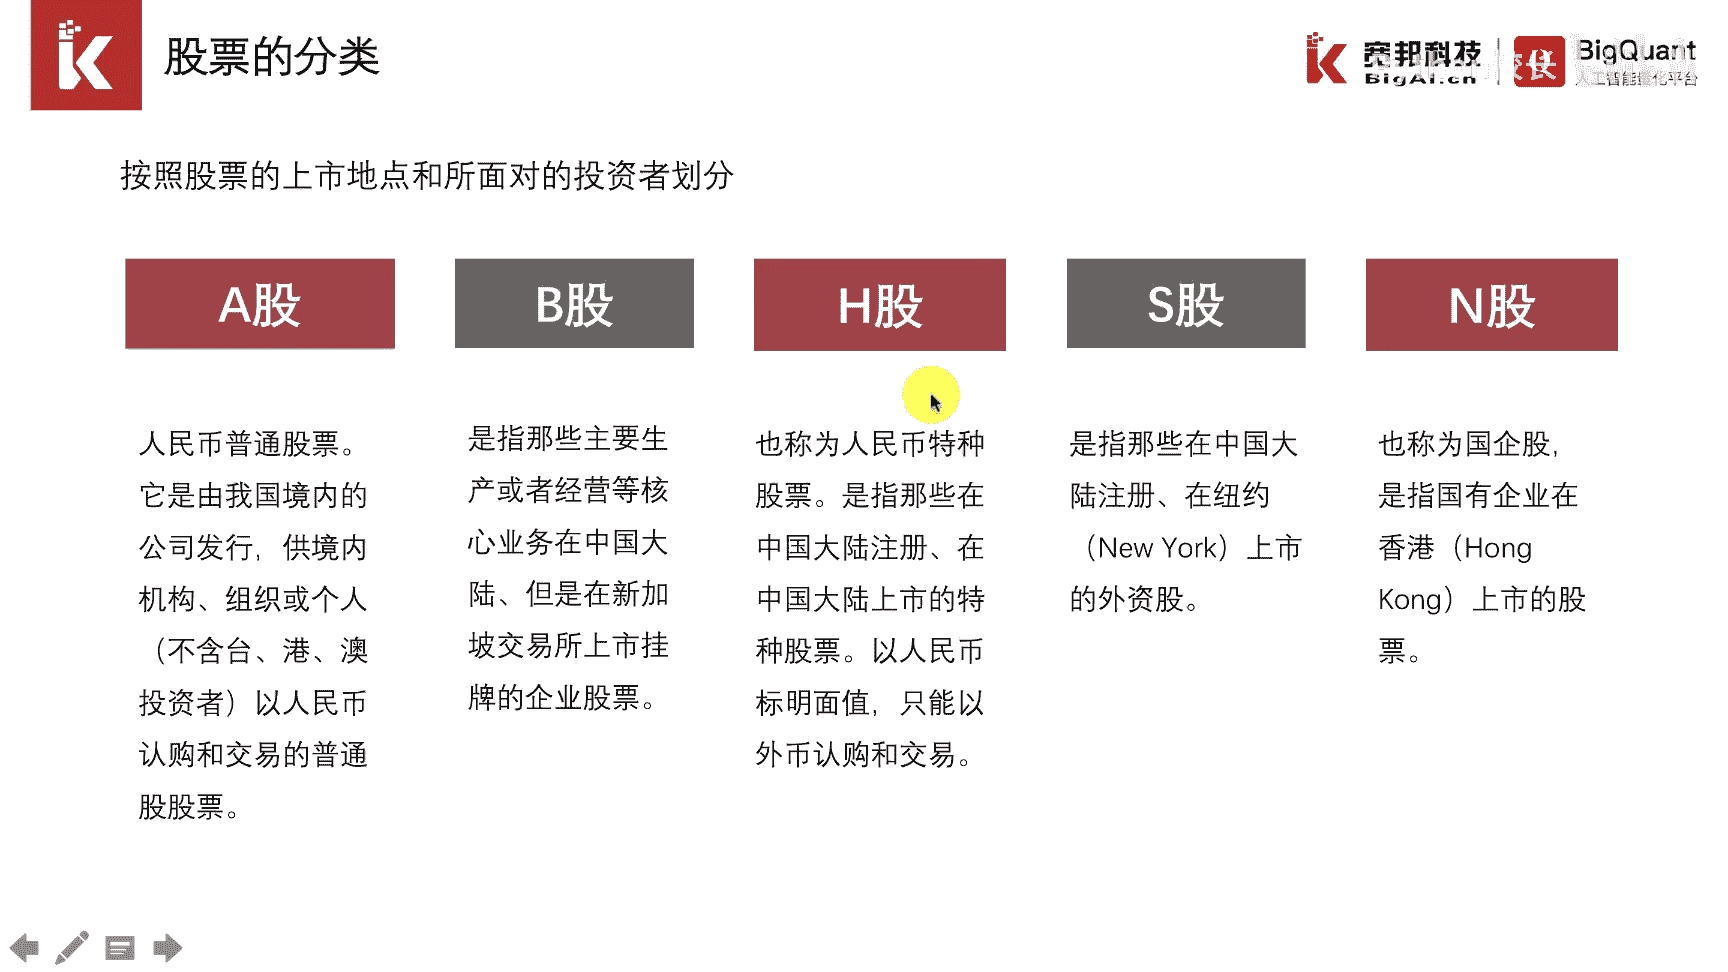 股票的分类
宽邦科技
BigAI.cn
BigQuant
人工智能量化平台
按照股票的上市地点和所面对的投资者划分
A股
人民币普通股票。
它是由我国境内的
公司发行，供境内
机构、组织或个人
（不含台、港、澳
投资者）以人民币
认购和交易的普通
股股票。
B股
是指那些主要生
产或者经营等核
心业务在中国大
陆、但是在新加
坡交易所上市挂
牌的企业股票。
H股
也称为人民币特种
股票。是指那些在
中国大陆注册、在
中国大陆上市的特
种股票。以人民币
标明面值，只能以
外币认购和交易。
S股
是指那些在中国大
陆注册、在纽约
（New York）上市
的外资股。
N股
也称为国企股，
是指国有企业在
香港（Hong
Kong）上市的股
票。